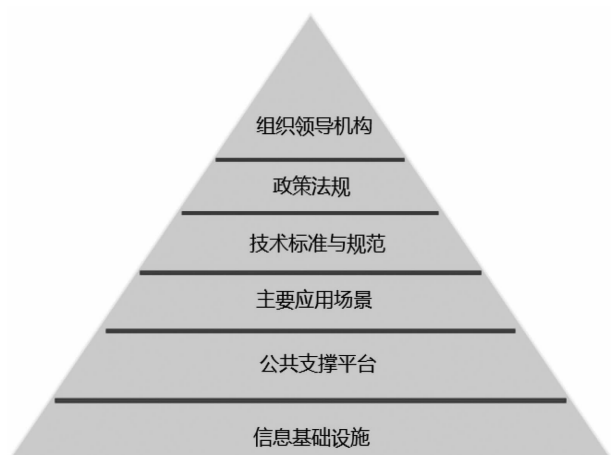 组织领导机构
政策法规
技术标准与规范
主要应用场景
公共支撑平台
信息基础设施